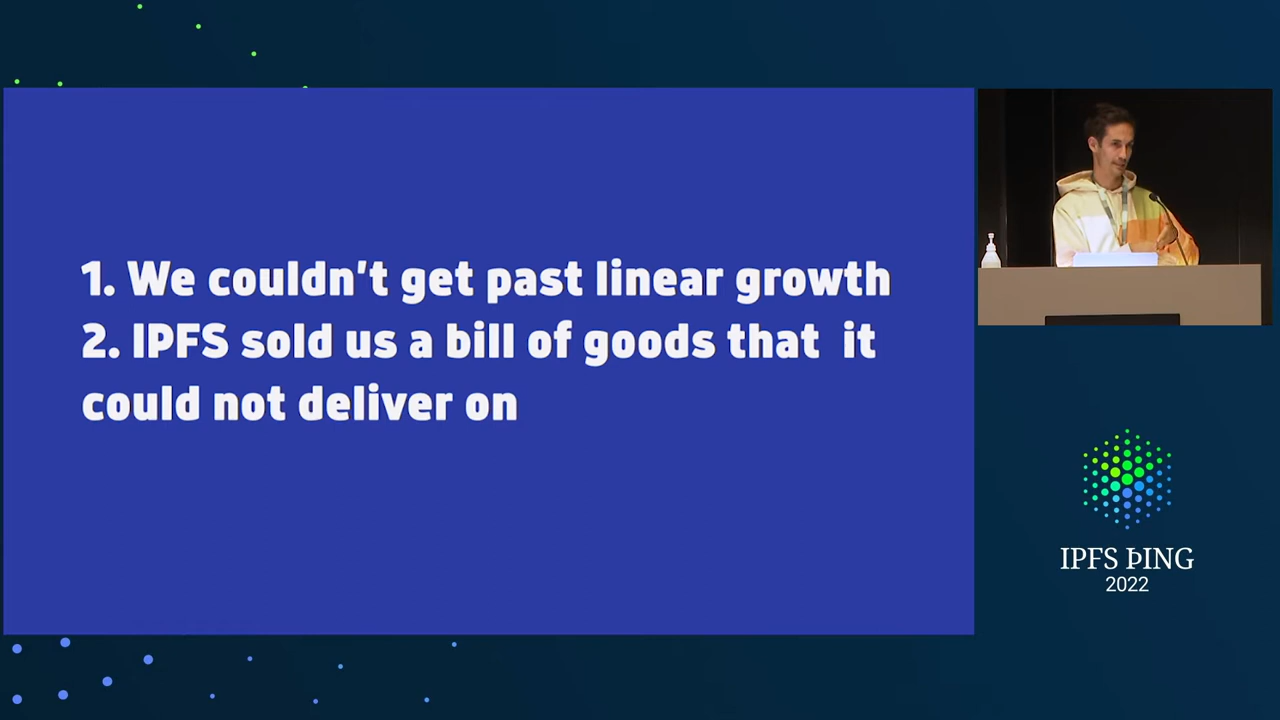 1. We couldn't get past linear growth
2. IPFS sold us a bill of goods that  it
could not deliver on
IPFS ÞING
2022